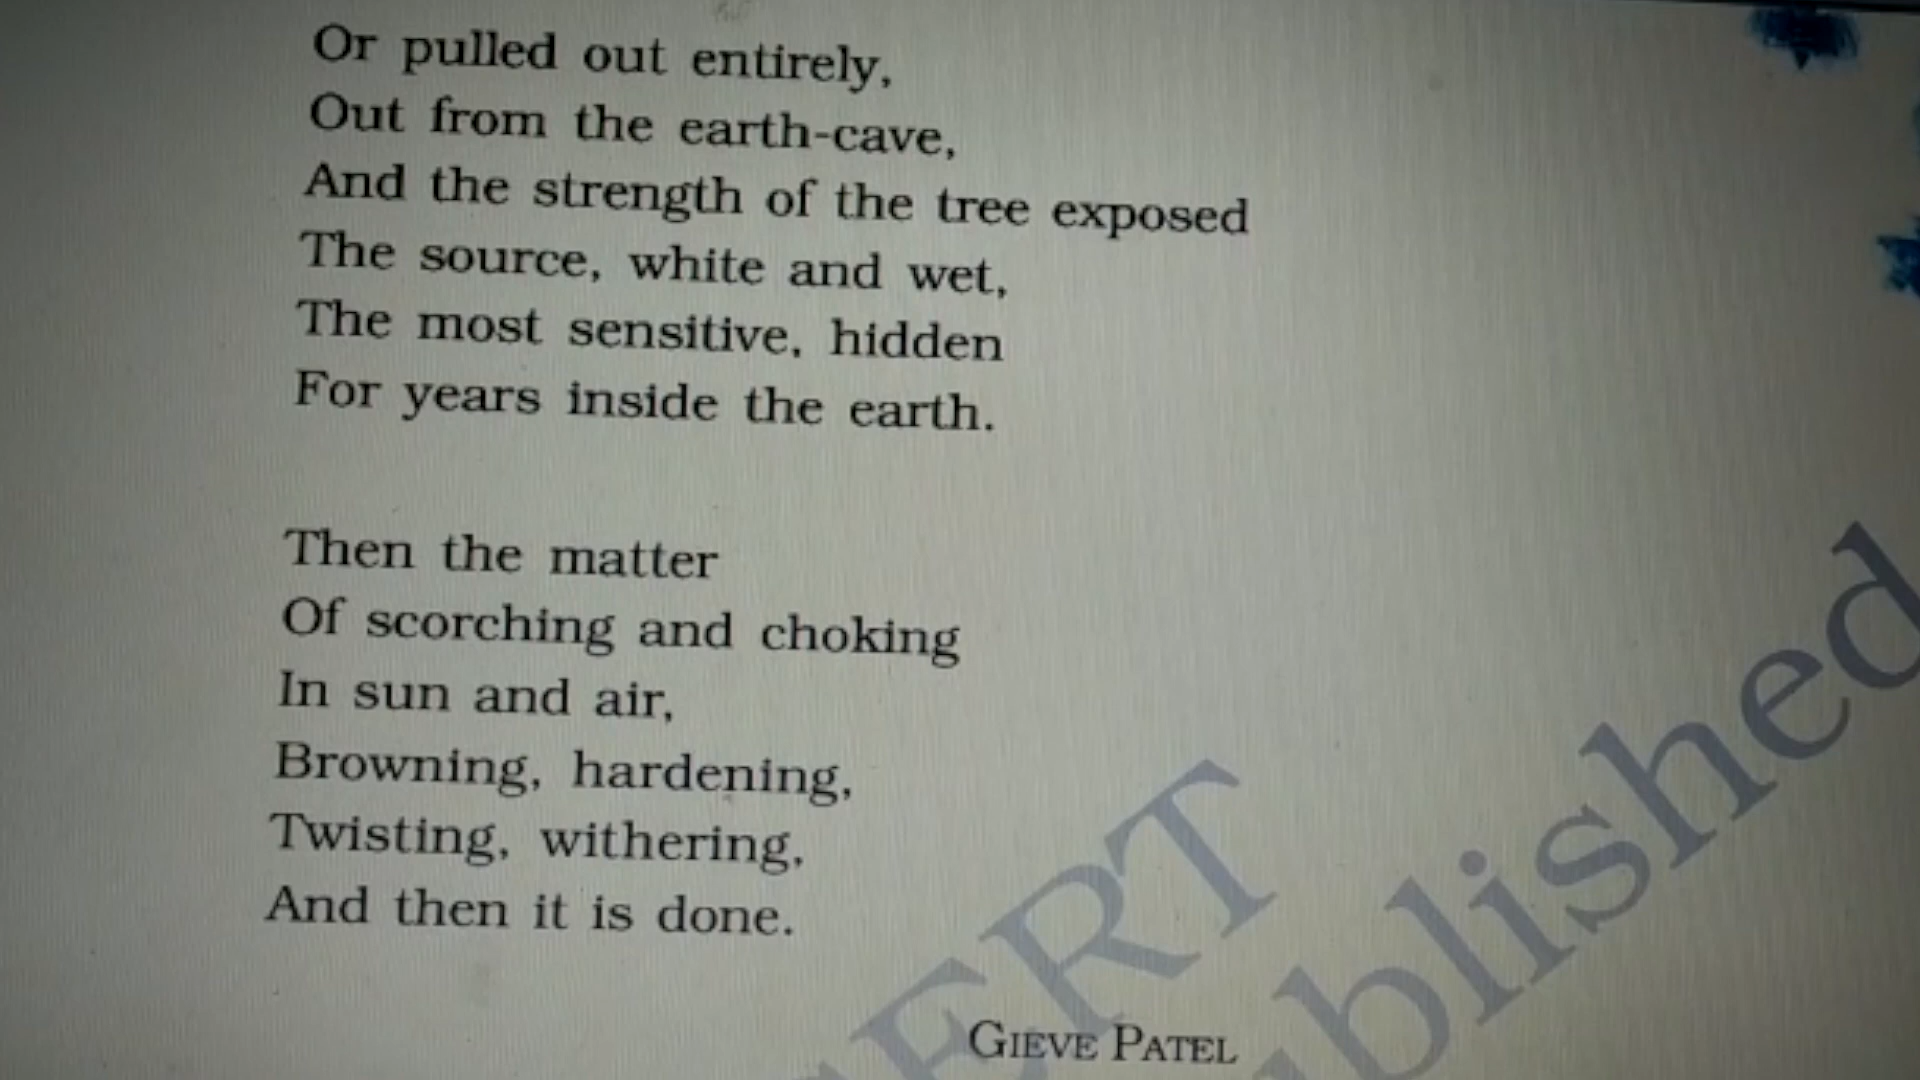 Or pulled out entirely,
Out from the earth-cave,
And the strength of the tree exposed
The source, white and wet,
The most sensitive, hidden
For years inside the earth.
Then the matter
Of scorching and choking
In sun and air,
Browning, hardening,
Twisting, withering,
And then it is done.
GIEVE PATEL
ERT
blished